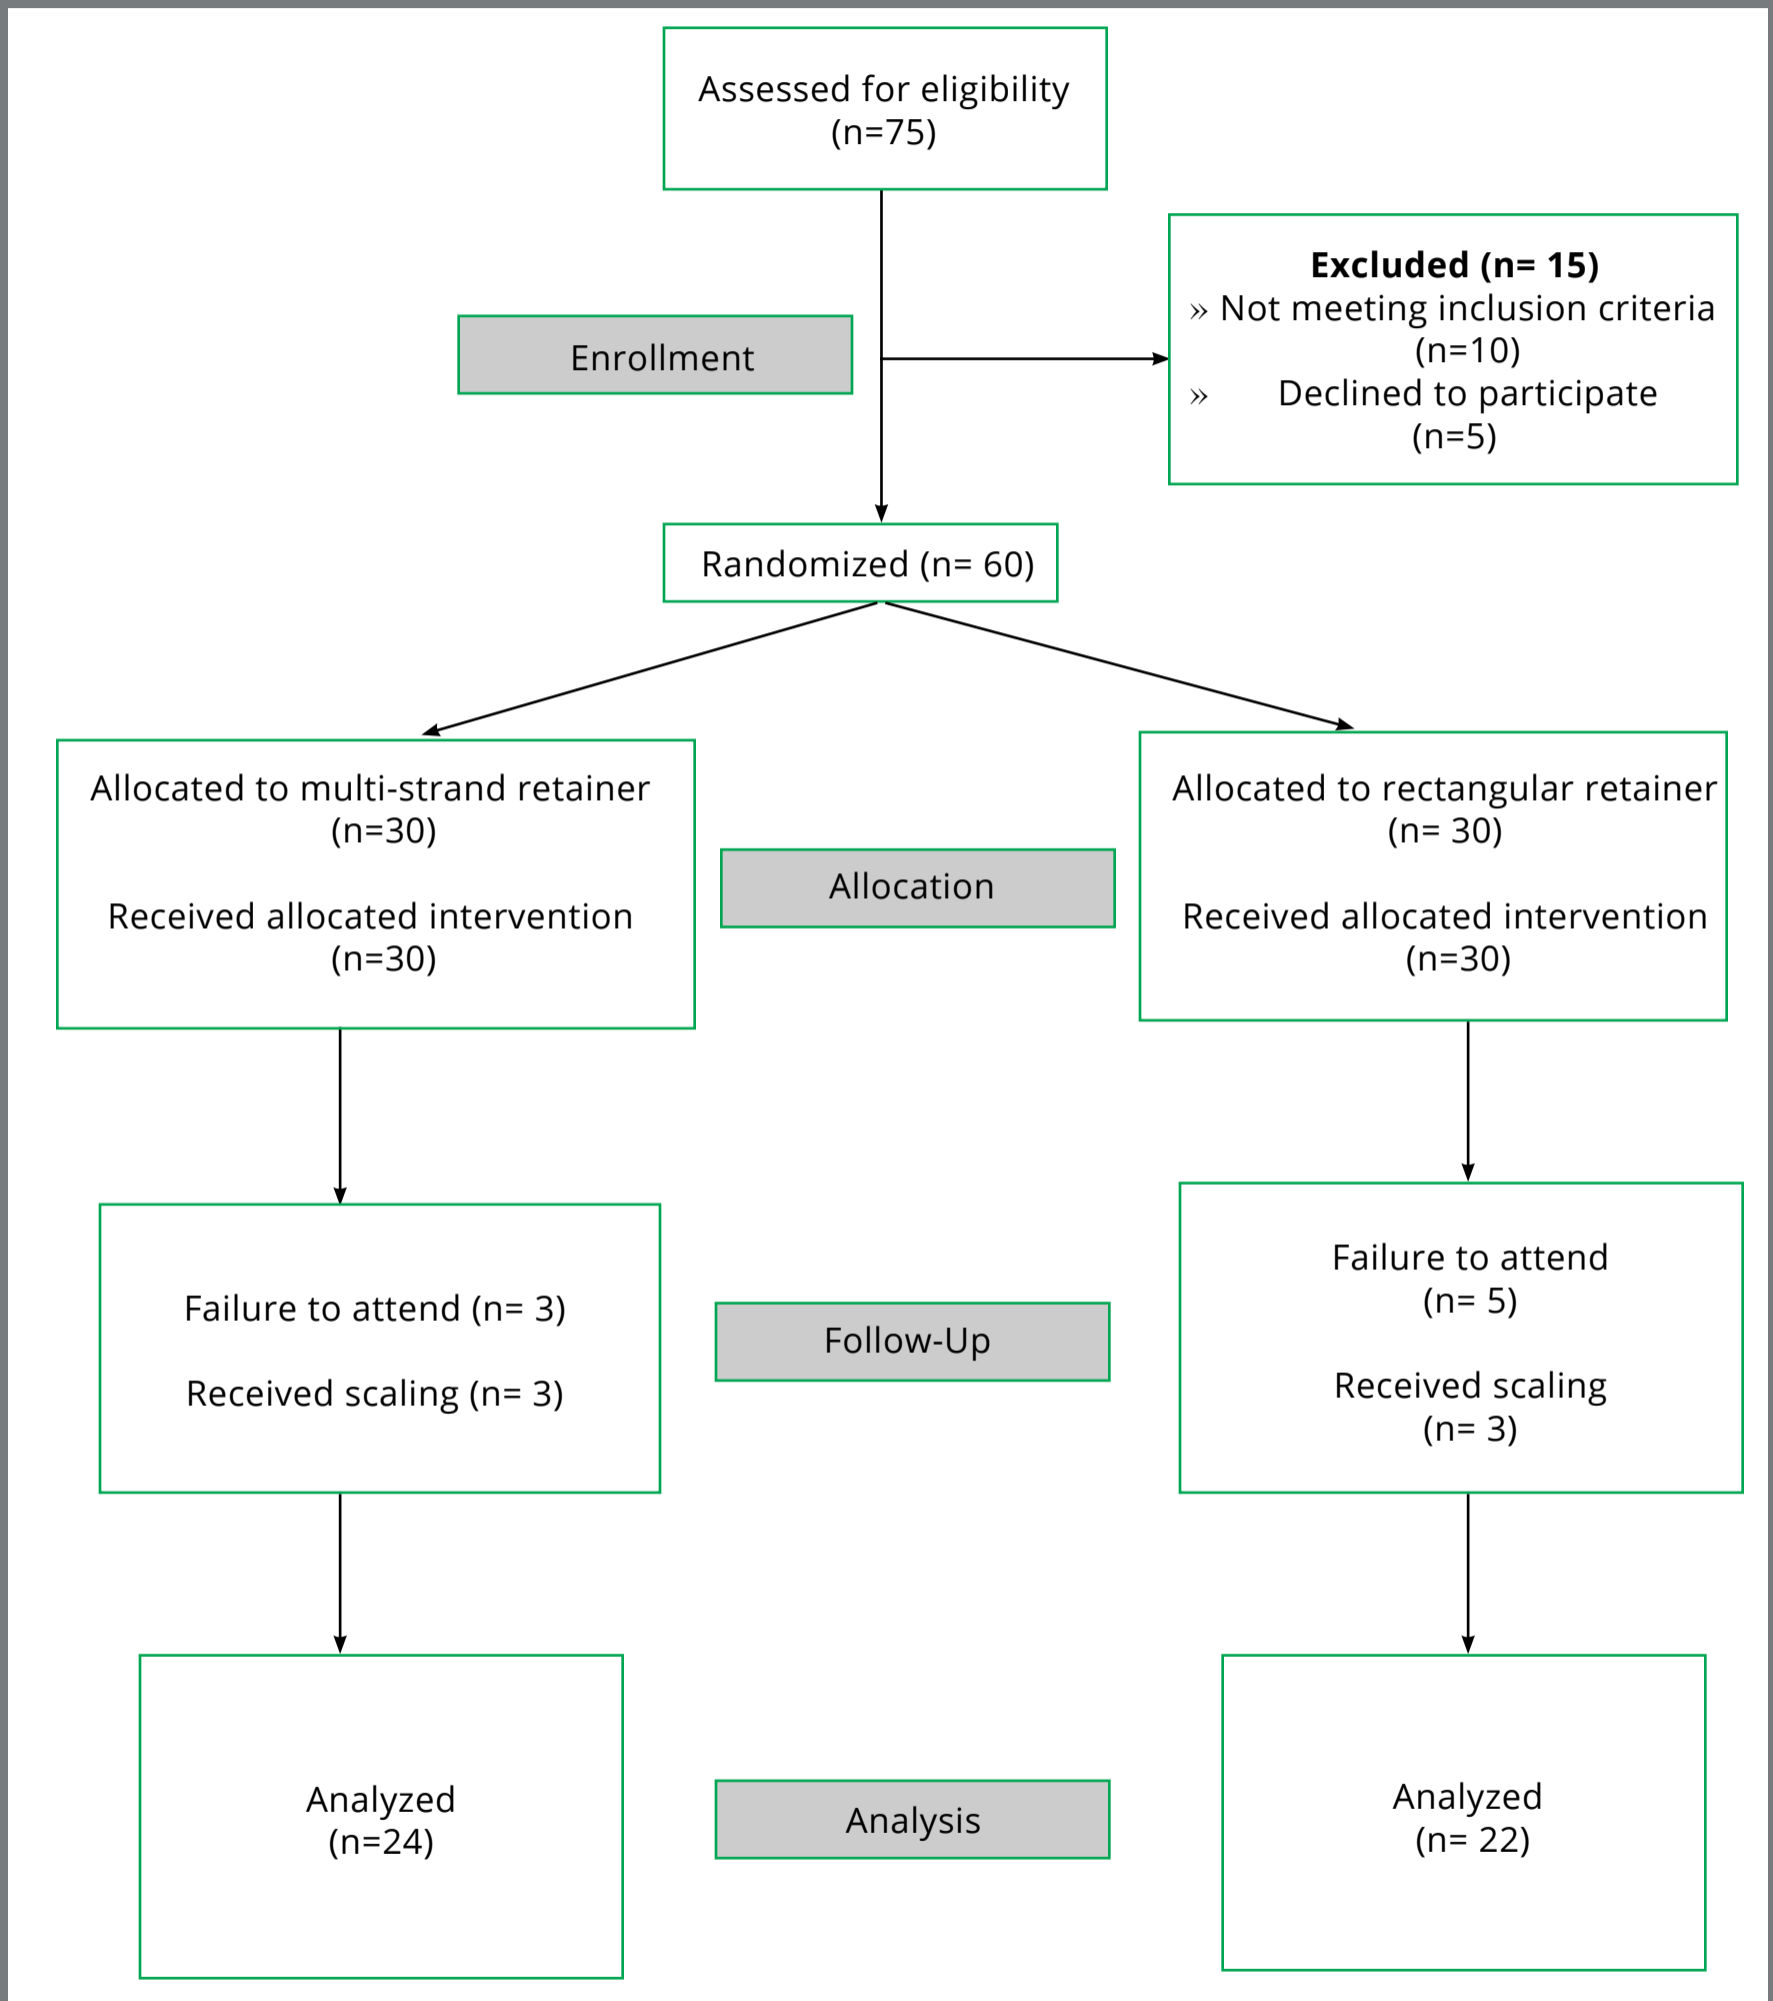 Assessed for eligibility
(n=75)
Excluded (n= 15)
» Not meeting inclusion criteria
(n=10)
» Declined to participate
(n=5)
Enrollment
Randomized (n= 60)
Allocated to multi-strand retainer
(n=30)
Received allocated intervention
(n=30)
Allocation
Allocated to rectangular retainer
(n= 30)
Received allocated intervention
(n=30)
Failure to attend (n= 3)
Received scaling (n= 3)
Follow-Up
Failure to attend
(n= 5)
Received scaling
(n= 3)
Analyzed
(n=24)
Analysis
Analyzed
(n= 22)